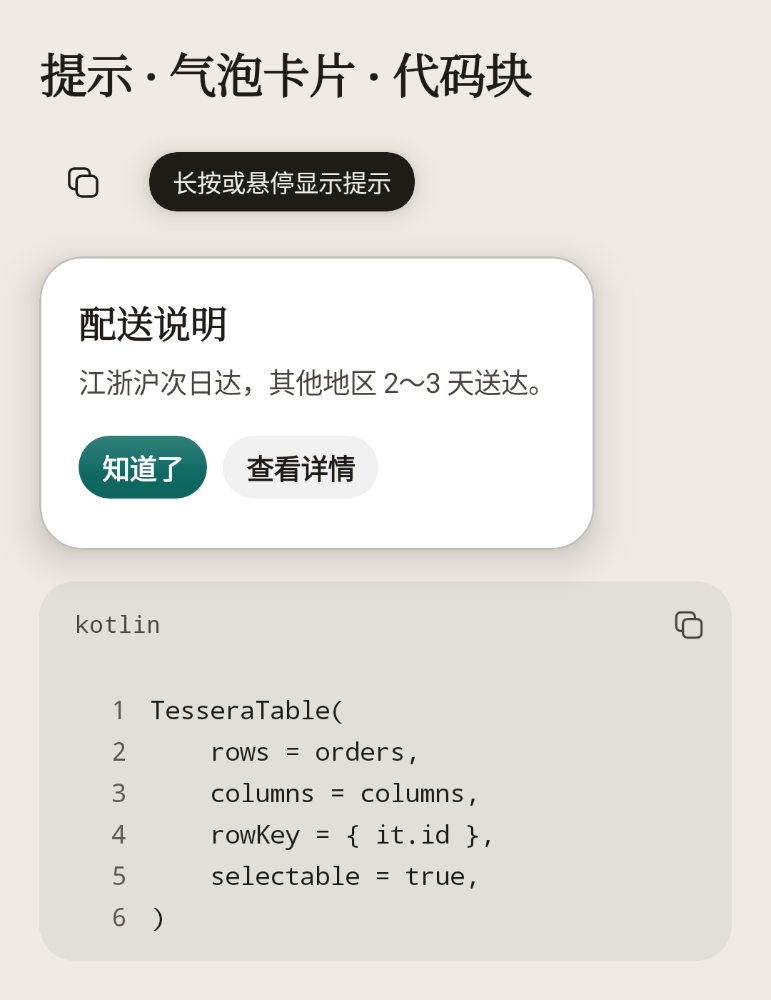 提示 · 气泡卡片 · 代码块
长按或悬停显示提示
配送说明
江浙沪次日达，其他地区 2～3 天送达。
知道了 查看详情
kotlin
1 TesseraTable(
2     rows = orders,
3     columns = columns,
4     rowKey = { it.id },
5     selectable = true,
6 )